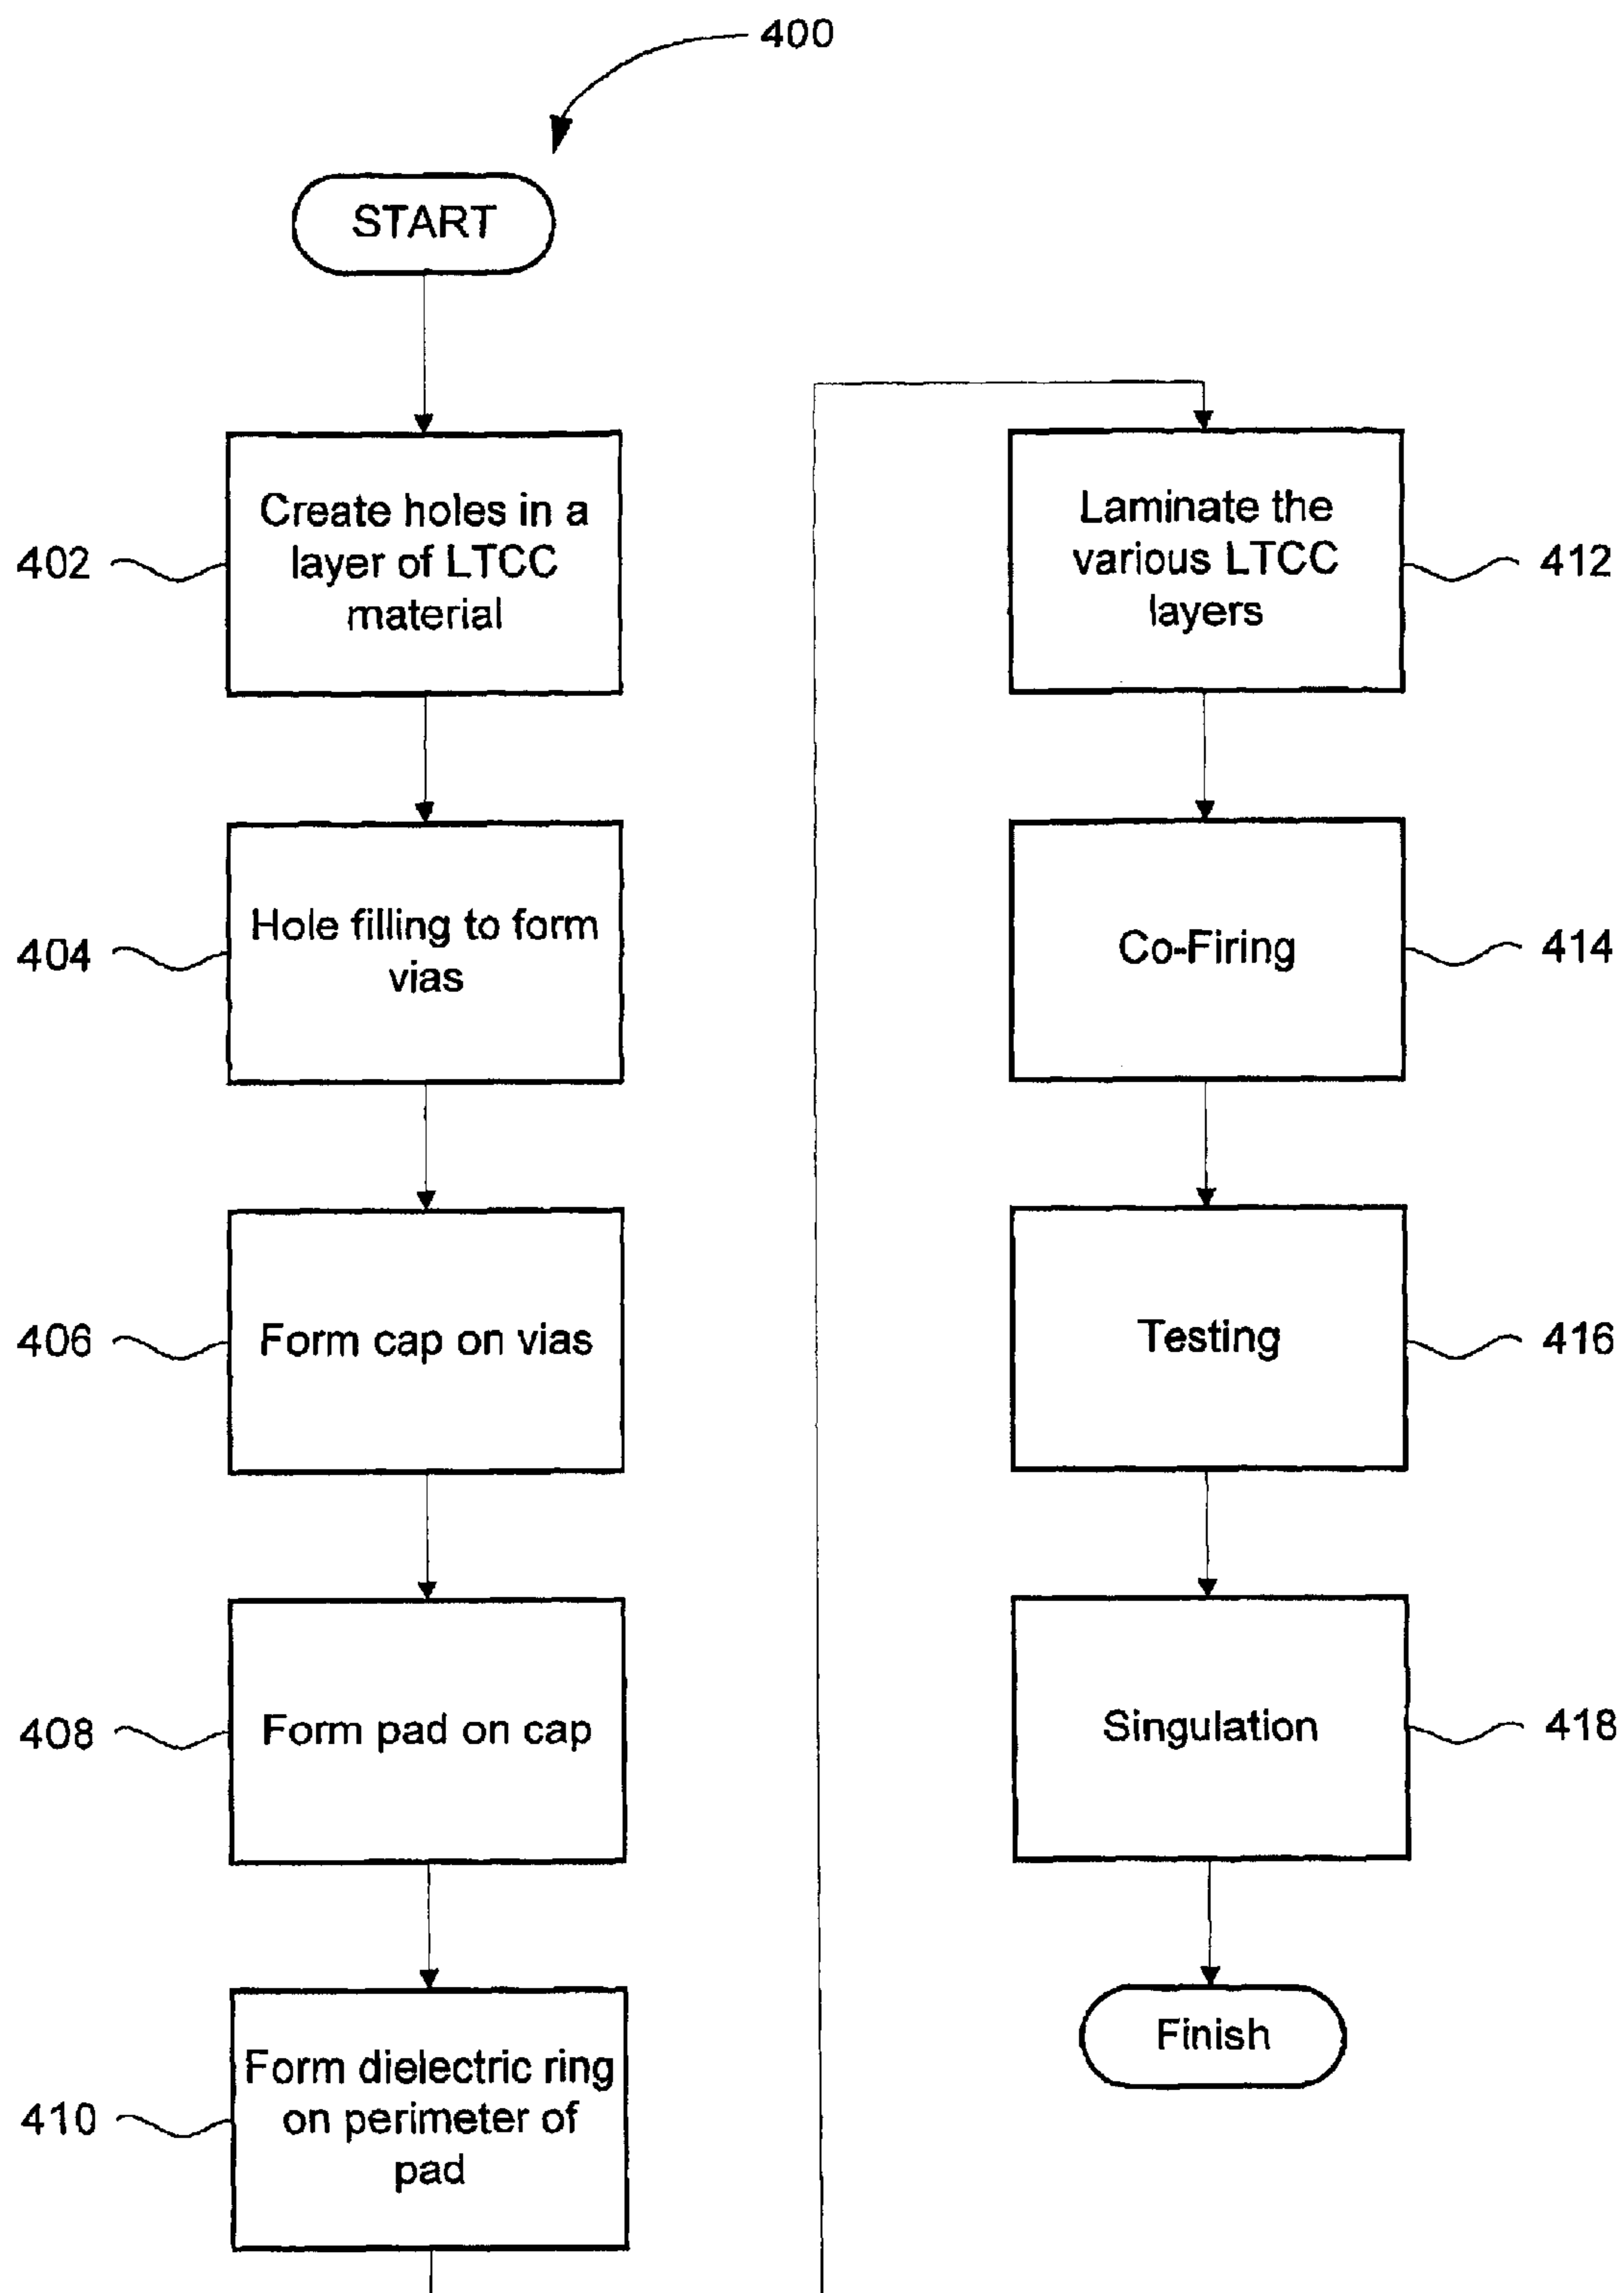 400
START
402
Create holes in a
layer of LTCC
material
404
Hole filling to form
vias
406
Form cap on vias
408
Form pad on cap
410
Form dielectric ring
on perimeter of
pad
Laminate the
various LTCC
layers
412
Co-Firing
414
Testing
416
Singulation
418
Finish